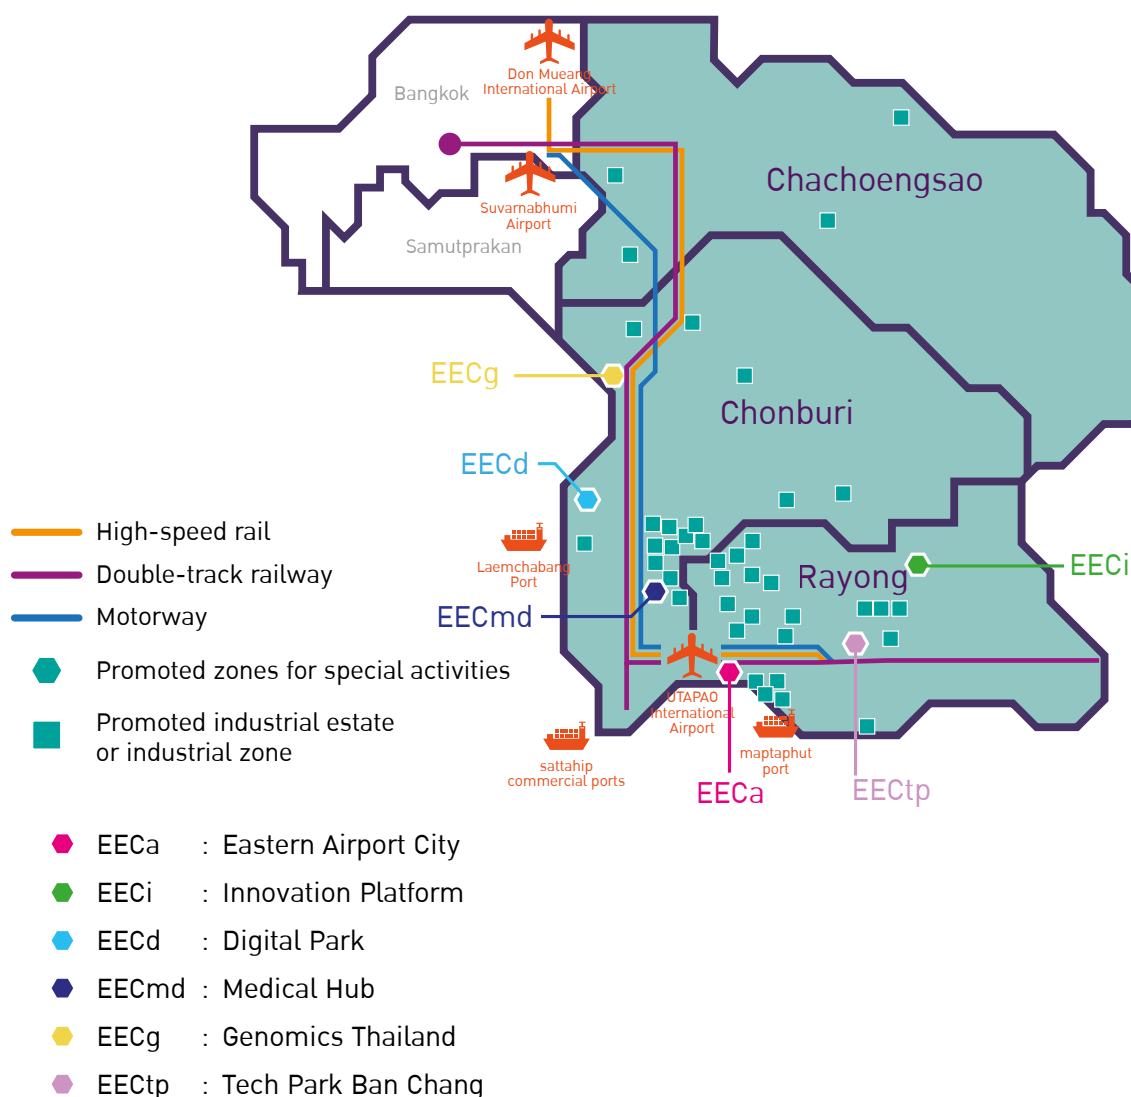 Don Mueang
International Airport
Bangkok
Chachoengsao
Suvarnabhumi
Airport
Samutprakan
EECg
Chonburi
EECd
High-speed rail
Laemchabang
Port
Double-track railway
Rayong
EECi
Motorway
EECmd
Promoted zones for special activities
UTAPAO
International
Airport
Promoted industrial estate
or industrial zone
sattahip
commercial ports
maptaphut
port
EECa
EECtp
EECa : Eastern Airport City
EECi : Innovation Platform
EECd : Digital Park
EECmd : Medical Hub
EECg : Genomics Thailand
EECtp : Tech Park Ban Chang